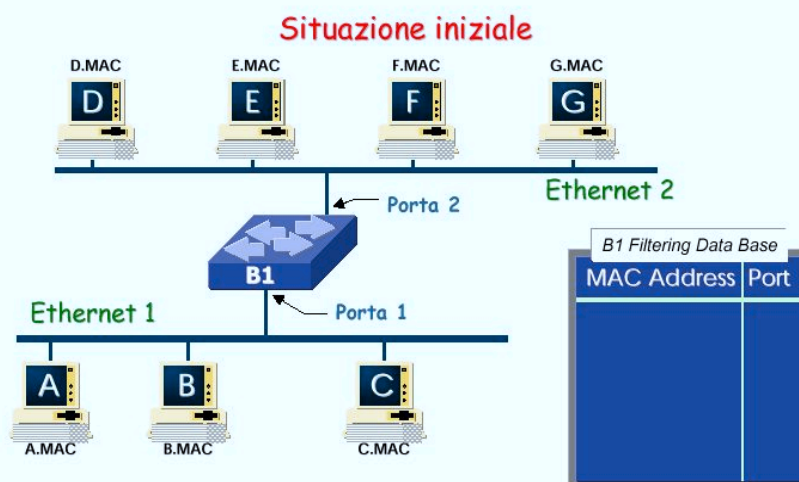 Situazione iniziale
D.MAC E.MAC F.MAC G.MAC
D E F G
Ethernet 2
Porta 2
B1
Porta 1
Ethernet 1
A B C
A.MAC B.MAC C.MAC
B1 Filtering Data Base
MAC Address Port